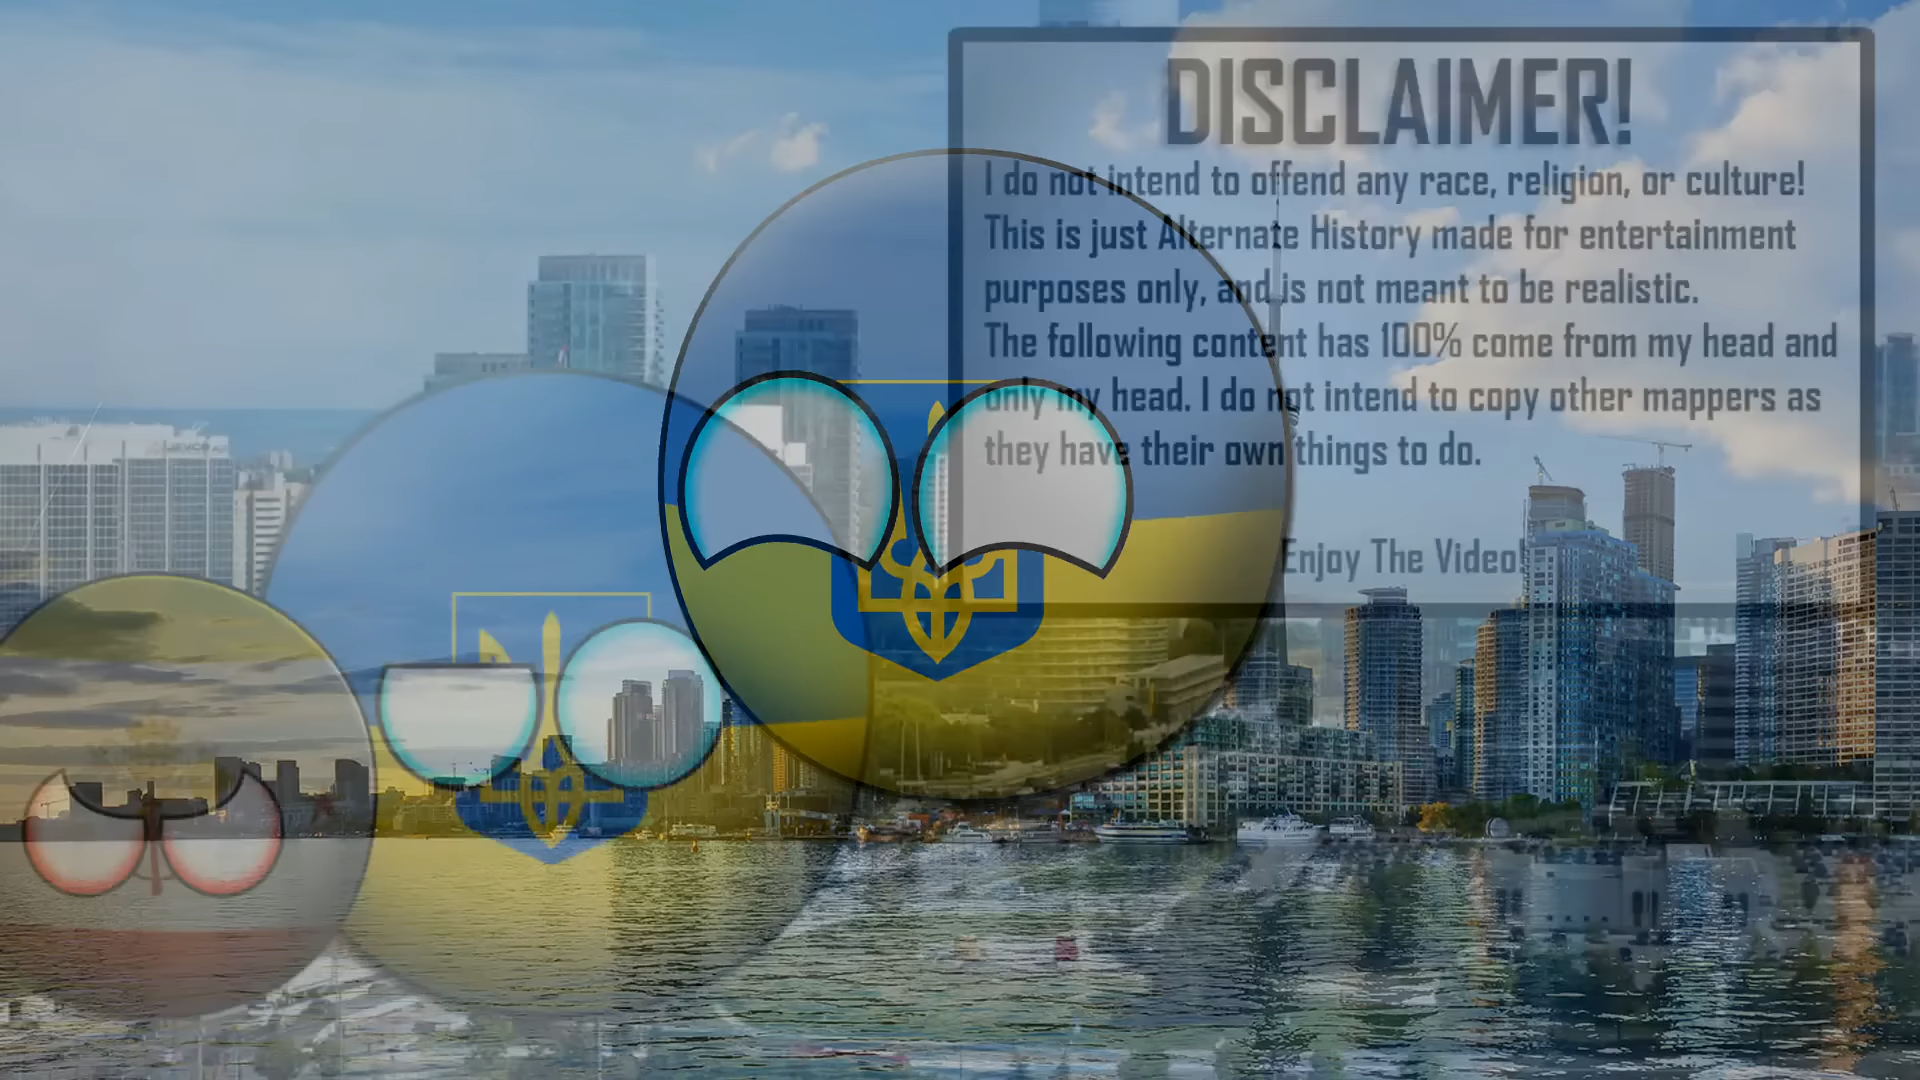 DISCLAIMER!
I do not intend to offend any race, religion, or culture!
This is just Alternate History made for entertainment
purposes only, and is not meant to be realistic.
The following content has 100% come from my head and
only my head. I do not intend to copy other mappers as
they have their own things to do.
Enjoy The Video!